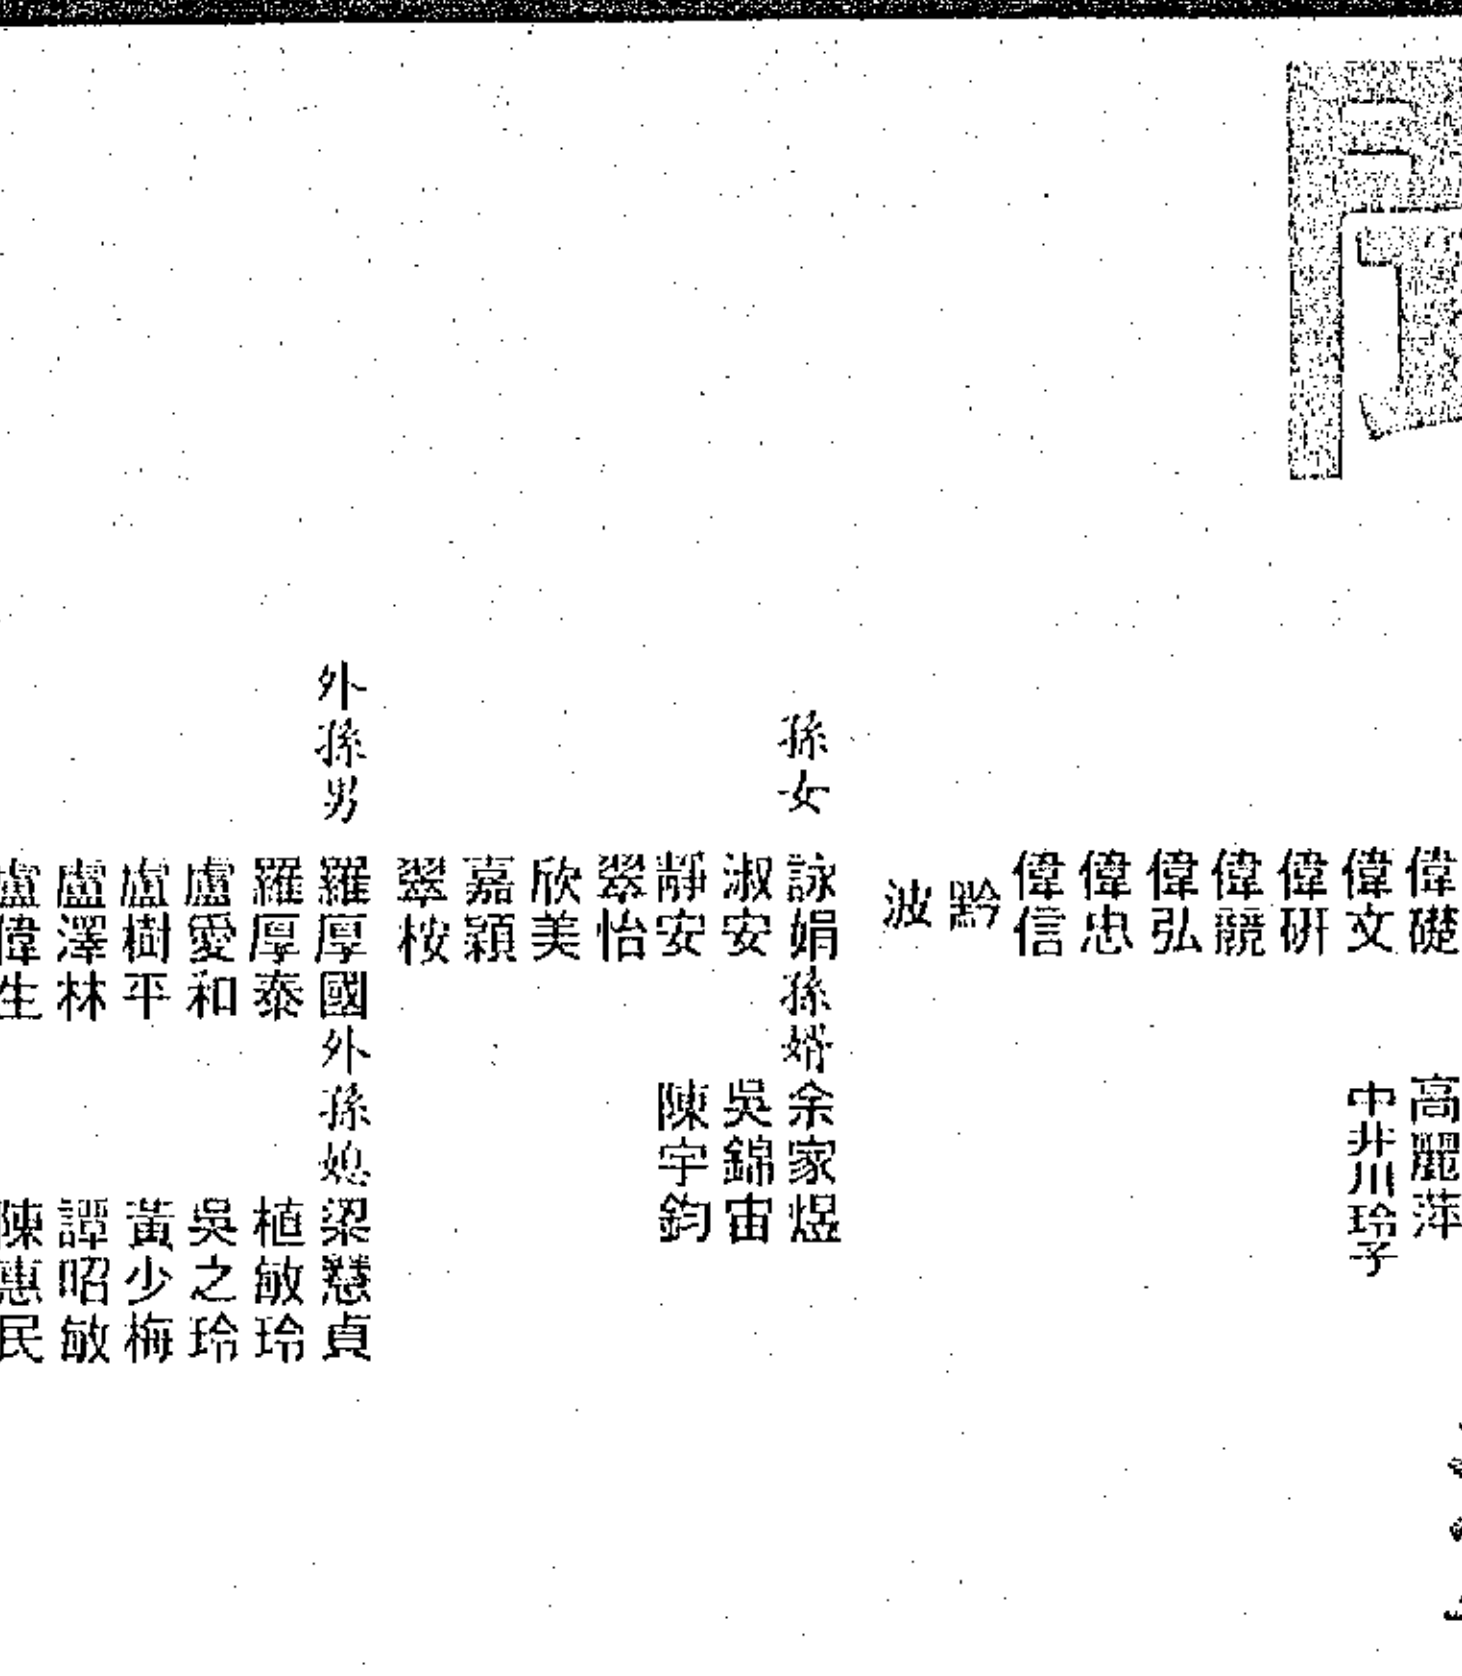 偉礎 高麗萍
偉文 中井川玲子
偉研
偉競
偉弘
偉忠
偉信
黔
波
孫女 詠娟 孫婿 余家煜
淑安 吳錦宙
靜安 陳宇鈞
翠怡
欣美
嘉穎
翠桉
外孫男 羅厚國 外孫媳 梁慧貞
羅厚泰 植敏玲
盧愛和 吳之玲
盧樹平 黃少梅
盧澤林 譚昭敏
盧偉生 陳惠民